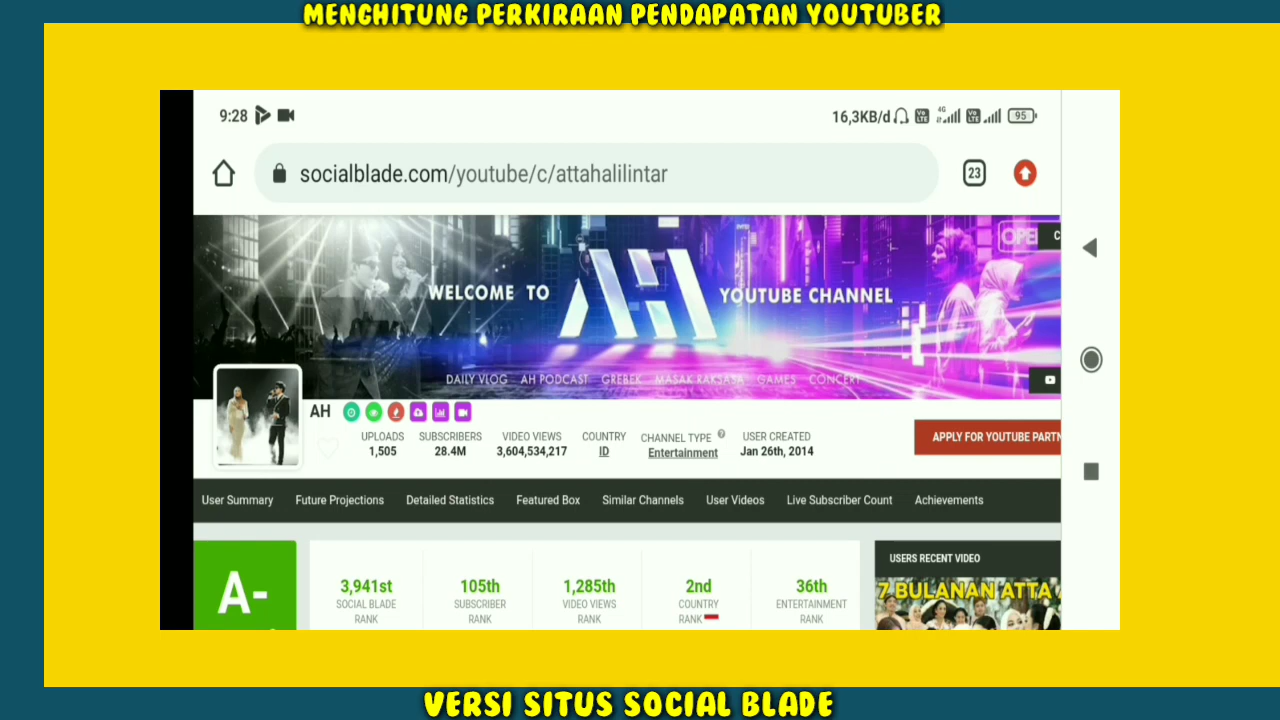 MENGHITUNG PERKIRAAN PENDAPATAN YOUTUBER
9:28
16,3KB/d 4G 95
socialblade.com/youtube/c/attahalilintar
23
OPE C
WELCOME TO AH YOUTUBE CHANNEL
DAILY VLOG AH PODCAST GREBEK MASAK RAKSASA GAMES CONCERT
AH
UPLOADS SUBSCRIBERS VIDEO VIEWS COUNTRY CHANNEL TYPE USER CREATED
1,505 28.4M 3,604,534,217 ID Entertainment Jan 26th, 2014
APPLY FOR YOUTUBE PARTN
User Summary Future Projections Detailed Statistics Featured Box Similar Channels User Videos Live Subscriber Count Achievements
A-
3,941st 105th 1,285th 2nd 36th
SOCIAL BLADE SUBSCRIBER VIDEO VIEWS COUNTRY ENTERTAINMENT
RANK RANK RANK RANK RANK
USERS RECENT VIDEO
7 BULANAN ATTA
VERSI SITUS SOCIAL BLADE